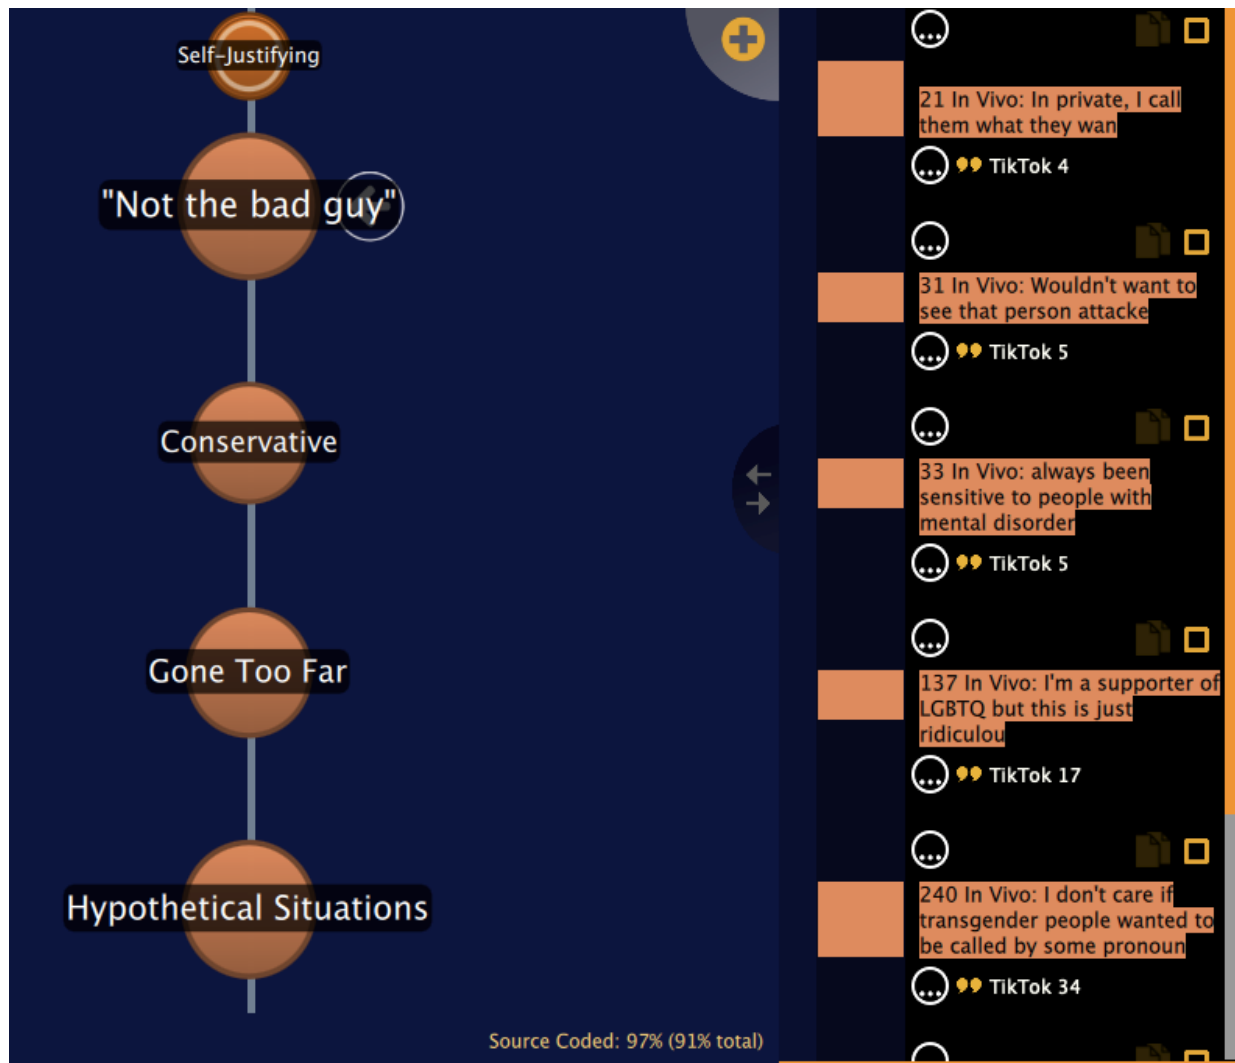 Self-Justifying
"Not the bad guy"
Conservative
Gone Too Far
Hypothetical Situations
Source Coded: 97% (91% total)
21 In Vivo: In private, I call
them what they wan
TikTok 4
31 In Vivo: Wouldn't want to
see that person attacke
TikTok 5
33 In Vivo: always been
sensitive to people with
mental disorder
TikTok 5
137 In Vivo: I'm a supporter of
LGBTQ but this is just
ridiculou
TikTok 17
240 In Vivo: I don't care if
transgender people wanted to
be called by some pronoun
TikTok 34